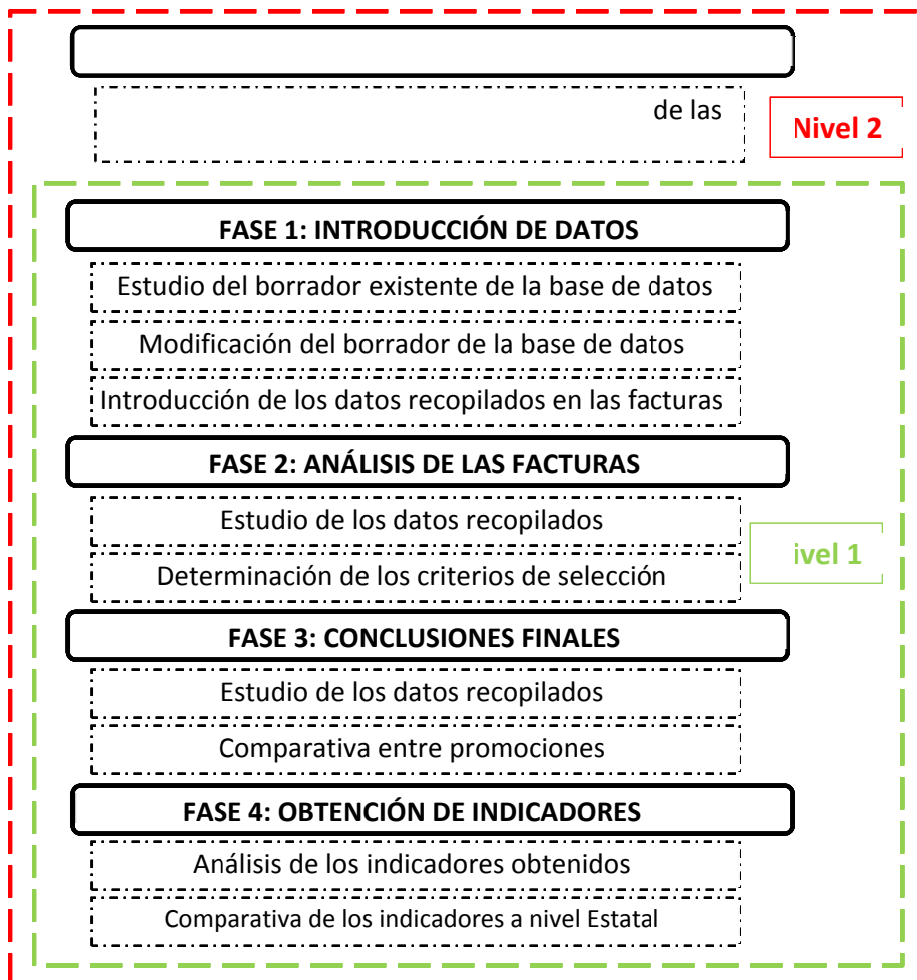 de las
Nivel 2
FASE 1: INTRODUCCIÓN DE DATOS
Estudio del borrador existente de la base de datos
Modificación del borrador de la base de datos
Introducción de los datos recopilados en las facturas
FASE 2: ANÁLISIS DE LAS FACTURAS
Estudio de los datos recopilados
ivel 1
Determinación de los criterios de selección
FASE 3: CONCLUSIONES FINALES
Estudio de los datos recopilados
Comparativa entre promociones
FASE 4: OBTENCIÓN DE INDICADORES
Análisis de los indicadores obtenidos
Comparativa de los indicadores a nivel Estatal